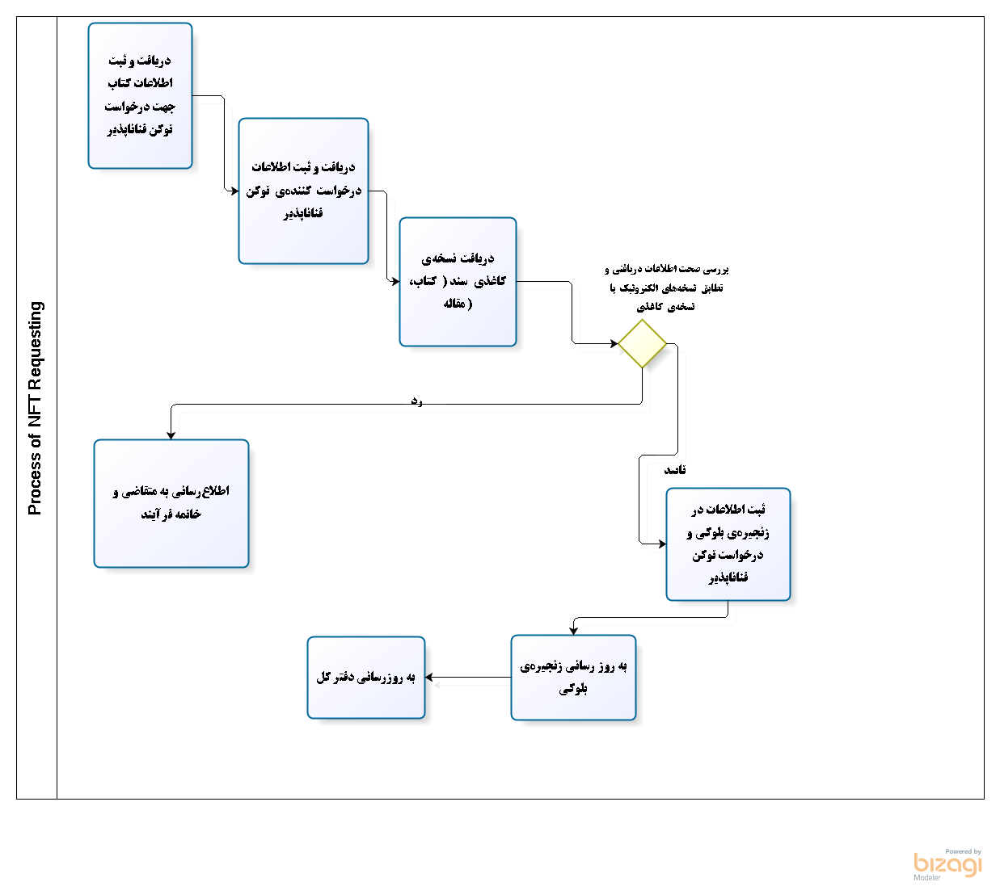 Process of NFT Requesting
دریافت و ثبت
اطلاعات کتاب
جهت درخواست
توکن فناناپذیر
دریافت و ثبت اطلاعات
درخواست کننده‌ی توکن
فناناپذیر
دریافت نسخه‌ی
کاغذی سند ( کتاب،
مقاله )
بررسی صحت اطلاعات دریافتی و
تطابق نسخه‌های الکترونیک با
نسخه‌ی کاغذی
رد
تایید
اطلاع‌رسانی به متقاضی و
خاتمه فرآیند
ثبت اطلاعات در
زنجیره‌ی بلوکی و
درخواست توکن
فناناپذیر
به روز رسانی زنجیره‌ی
بلوکی
به روزرسانی دفتر کل
Powered by
bizagi
Modeler